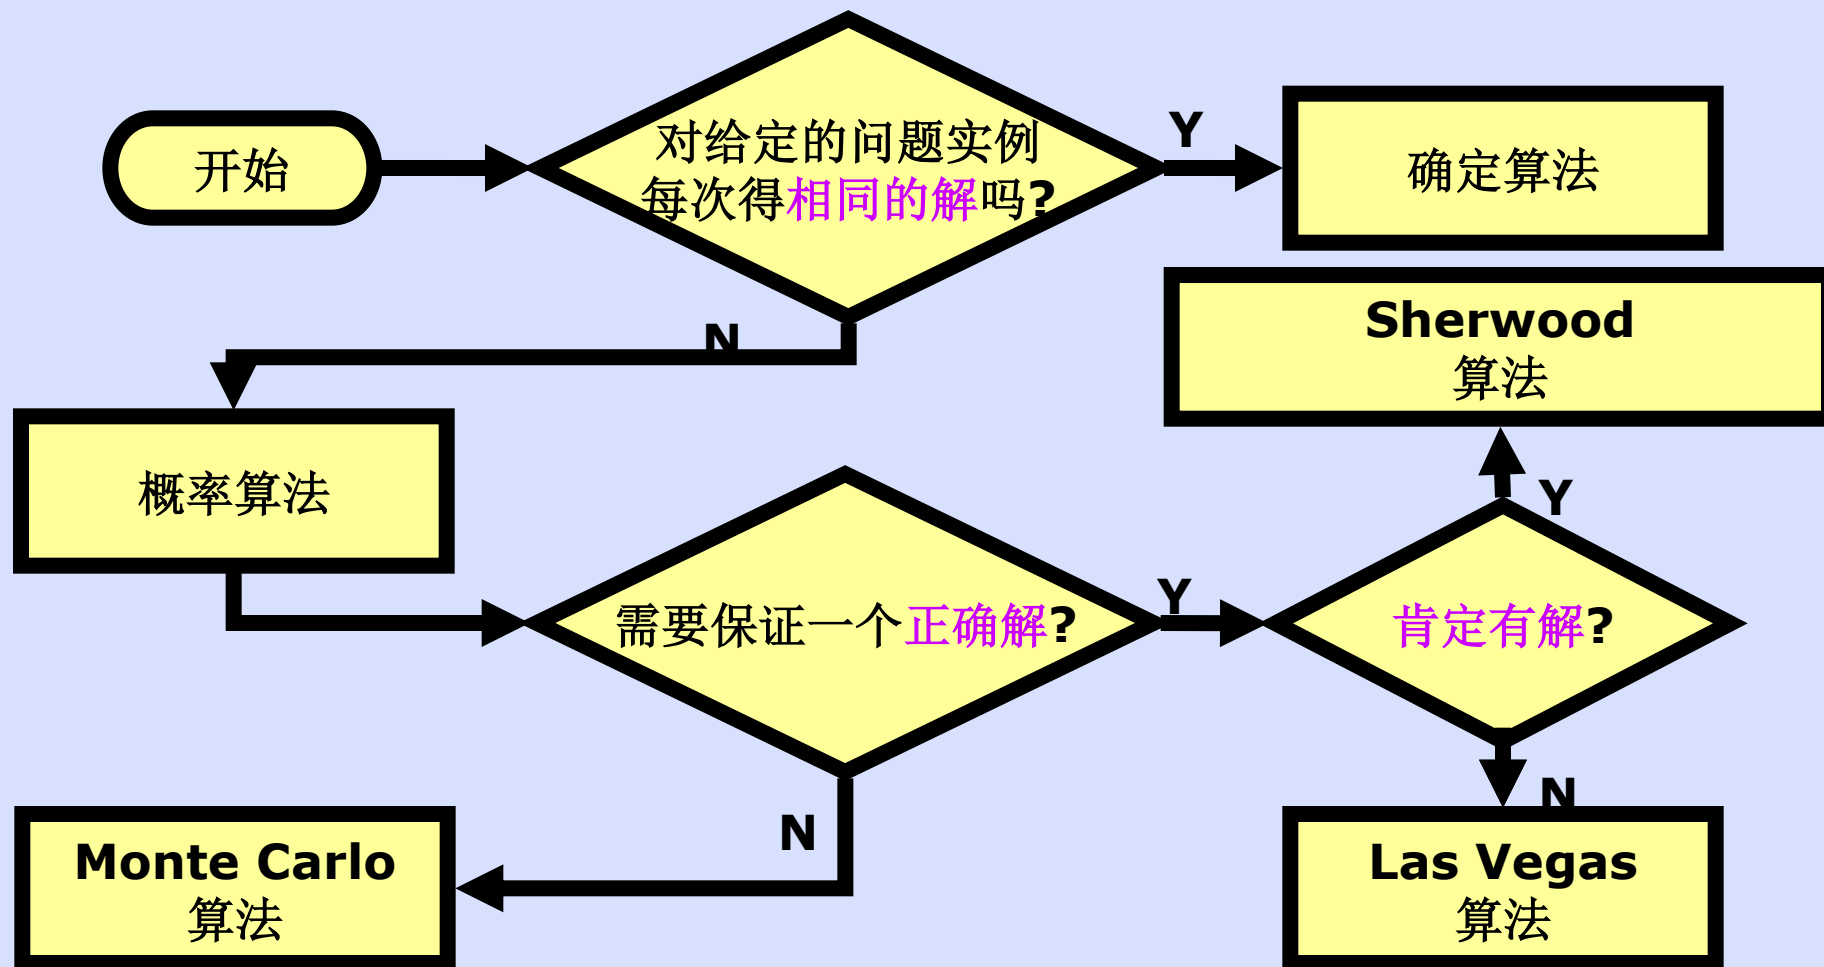 开始
对给定的问题实例
每次得相同的解吗?
Y
确定算法
N
Sherwood
算法
概率算法
需要保证一个正确解?
Y
肯定有解?
Y
N
N
Monte Carlo
算法
Las Vegas
算法